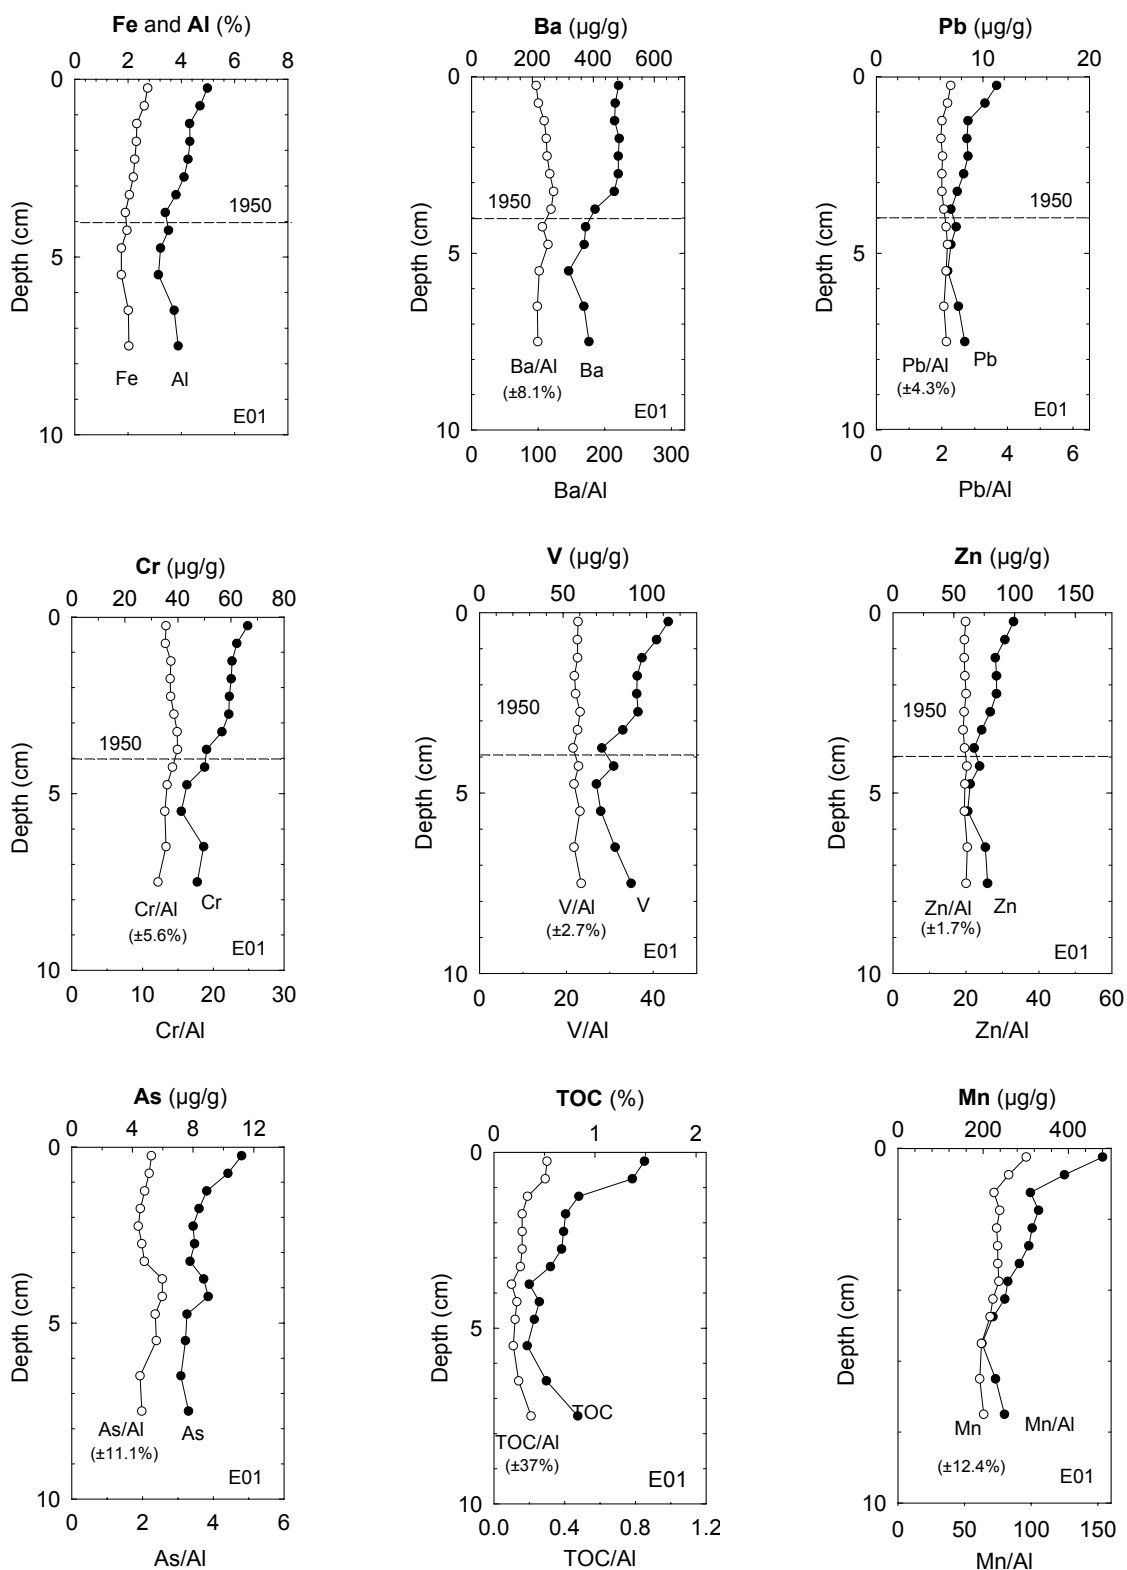 Fe and Al (%)
0 2 4 6 8
0
5
10
Depth (cm)
1950
Fe
Al
E01
Ba (µg/g)
0 200 400 600
0
5
10
Depth (cm)
1950
Ba/Al
(±8.1%)
Ba
E01
0 100 200 300
Ba/Al
Pb (µg/g)
0 10 20
0
5
10
Depth (cm)
1950
Pb/Al
(±4.3%)
Pb
E01
0 2 4 6
Pb/Al
Cr (µg/g)
0 20 40 60 80
0
5
10
Depth (cm)
1950
Cr/Al
(±5.6%)
Cr
E01
0 10 20 30
Cr/Al
V (µg/g)
0 50 100
0
5
10
Depth (cm)
1950
V/Al
(±2.7%)
V
E01
0 20 40
V/Al
Zn (µg/g)
0 50 100 150
0
5
10
Depth (cm)
1950
Zn/Al
(±1.7%)
Zn
E01
0 20 40 60
Zn/Al
As (µg/g)
0 4 8 12
0
5
10
Depth (cm)
As/Al
(±11.1%)
As
E01
0 2 4 6
As/Al
TOC (%)
0 1 2
0
5
10
Depth (cm)
TOC
TOC/Al
(±37%)
E01
0.0 0.4 0.8 1.2
TOC/Al
Mn (µg/g)
0 200 400
0
5
10
Depth (cm)
Mn
Mn/Al
(±12.4%)
E01
0 50 100 150
Mn/Al